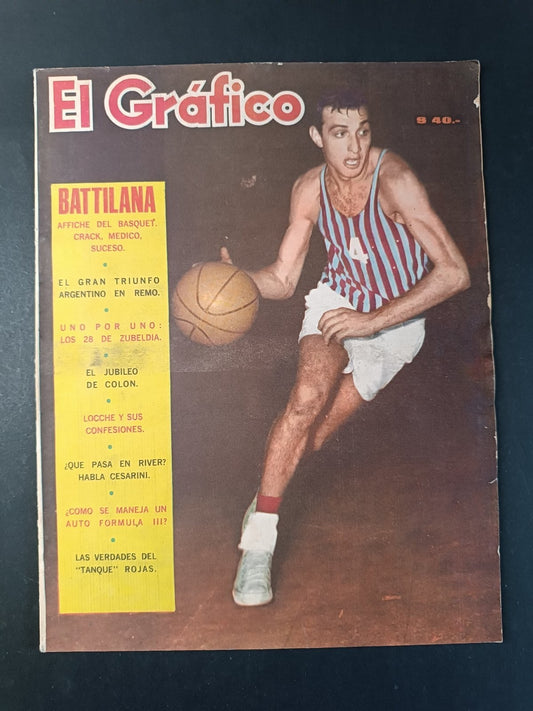 El Gráfico
$ 40.-
BATTILANA
AFFICHE DEL BASQUET.
CRACK, MEDICO,
SUCESO.
EL GRAN TRIUNFO
ARGENTINO EN REMO.
UNO POR UNO:
LOS 28 DE ZUBELDIA.
EL JUBILEO
DE COLON.
LOCCHE Y SUS
CONFESIONES.
¿QUE PASA EN RIVER?
HABLA CESARINI.
¿COMO SE MANEJA UN
AUTO FORMULA III?
LAS VERDADES DEL
"TANQUE" ROJAS.
4